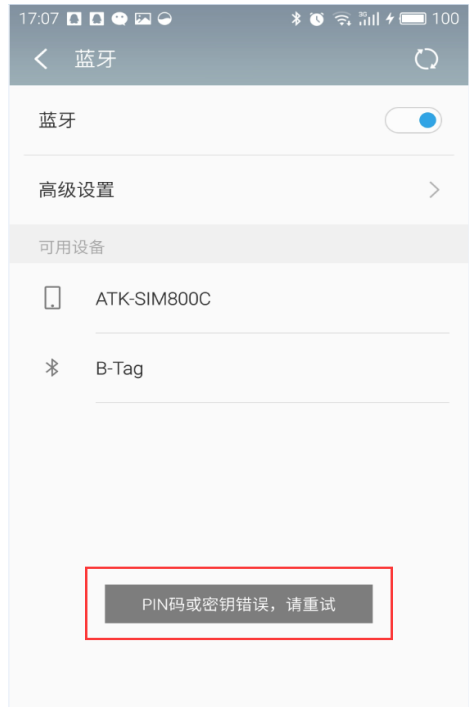 17:07 3G 100
蓝牙
蓝牙
高级设置
可用设备
ATK-SIM800C
B-Tag
PIN码或密钥错误，请重试